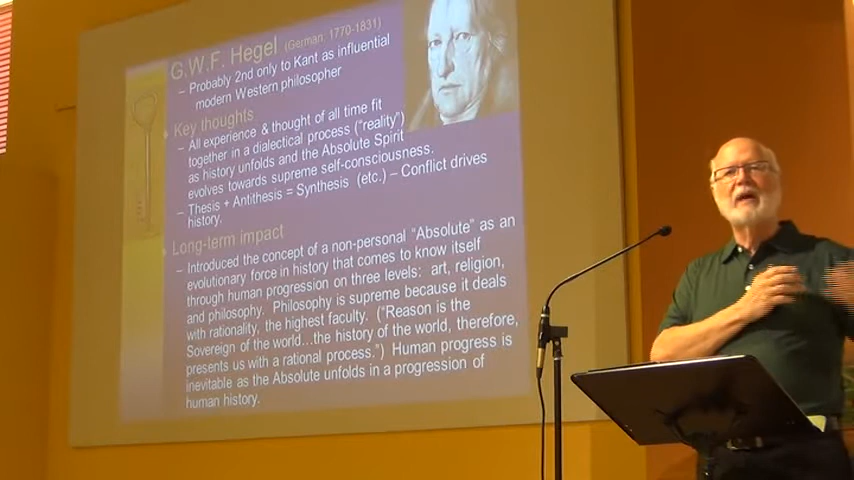 G.W.F. Hegel (German: 1770-1831)
– Probably 2nd only to Kant as influential
modern Western philosopher
Key thoughts
– All experience & thought of all time fit
together in a dialectical process ("reality")
as history unfolds and the Absolute Spirit
evolves towards supreme self-consciousness.
– Thesis + Antithesis = Synthesis (etc.) – Conflict drives
history.
Long-term impact
– Introduced the concept of a non-personal "Absolute" as an
evolutionary force in history that comes to know itself
through human progression on three levels: art, religion,
and philosophy. Philosophy is supreme because it deals
with rationality, the highest faculty. ("Reason is the
Sovereign of the world...the history of the world, therefore,
presents us with a rational process.") Human progress is
inevitable as the Absolute unfolds in a progression of
human history.